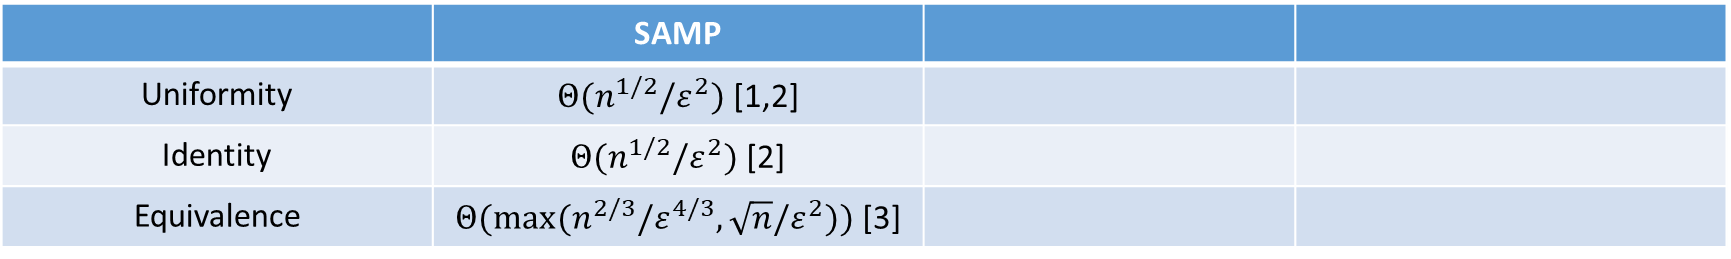 SAMP
Uniformity Θ(n^{1/2}/ε^2) [1,2]
Identity Θ(n^{1/2}/ε^2) [2]
Equivalence Θ(max(n^{2/3}/ε^{4/3}, √n/ε^2)) [3]